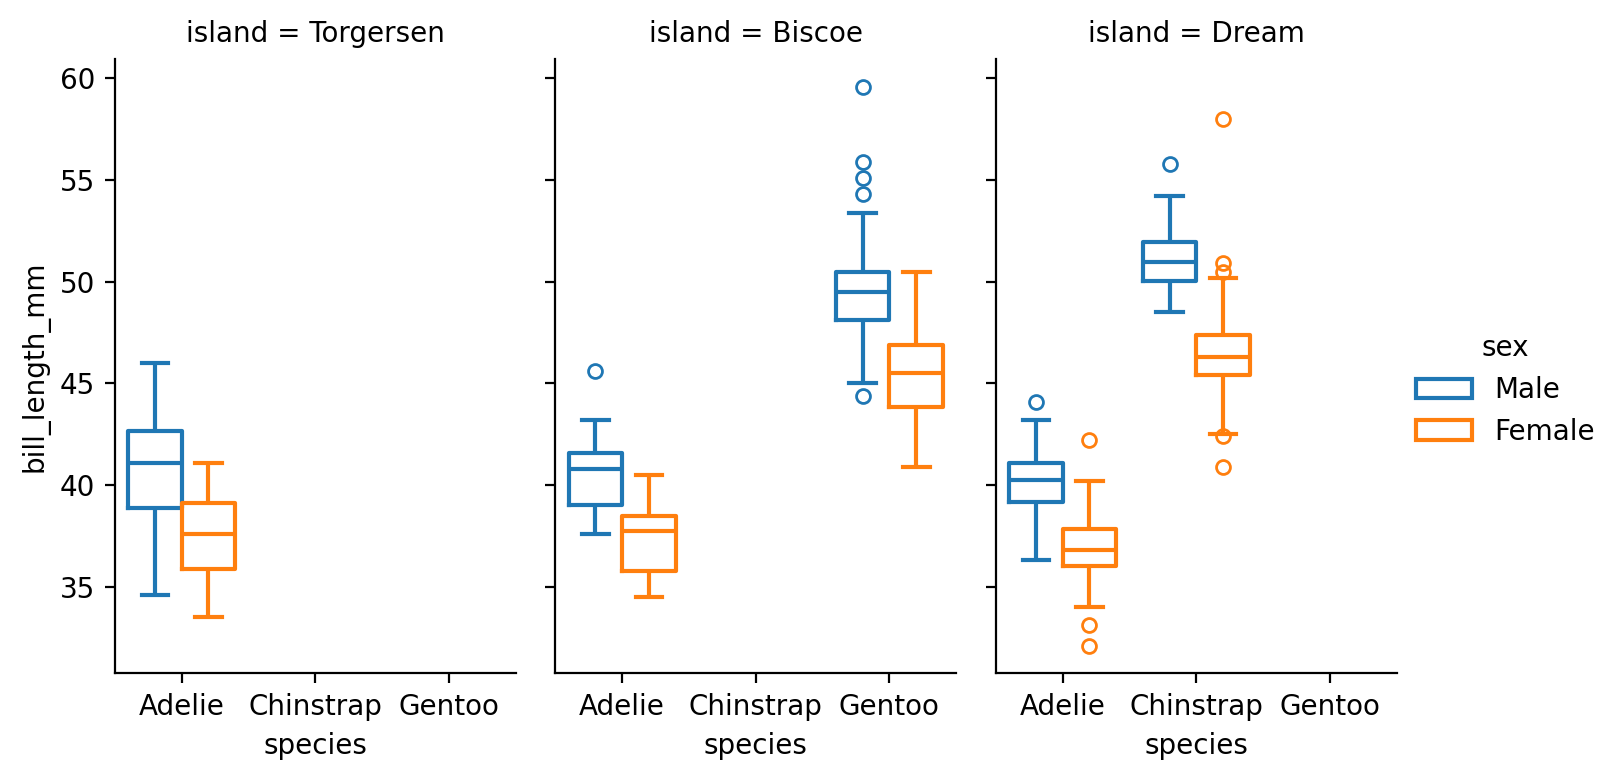 island = Torgersen
island = Biscoe
island = Dream
60
55
50
45
40
35
bill_length_mm
Adelie
Chinstrap
Gentoo
species
Adelie
Chinstrap
Gentoo
species
Adelie
Chinstrap
Gentoo
species
sex
Male
Female